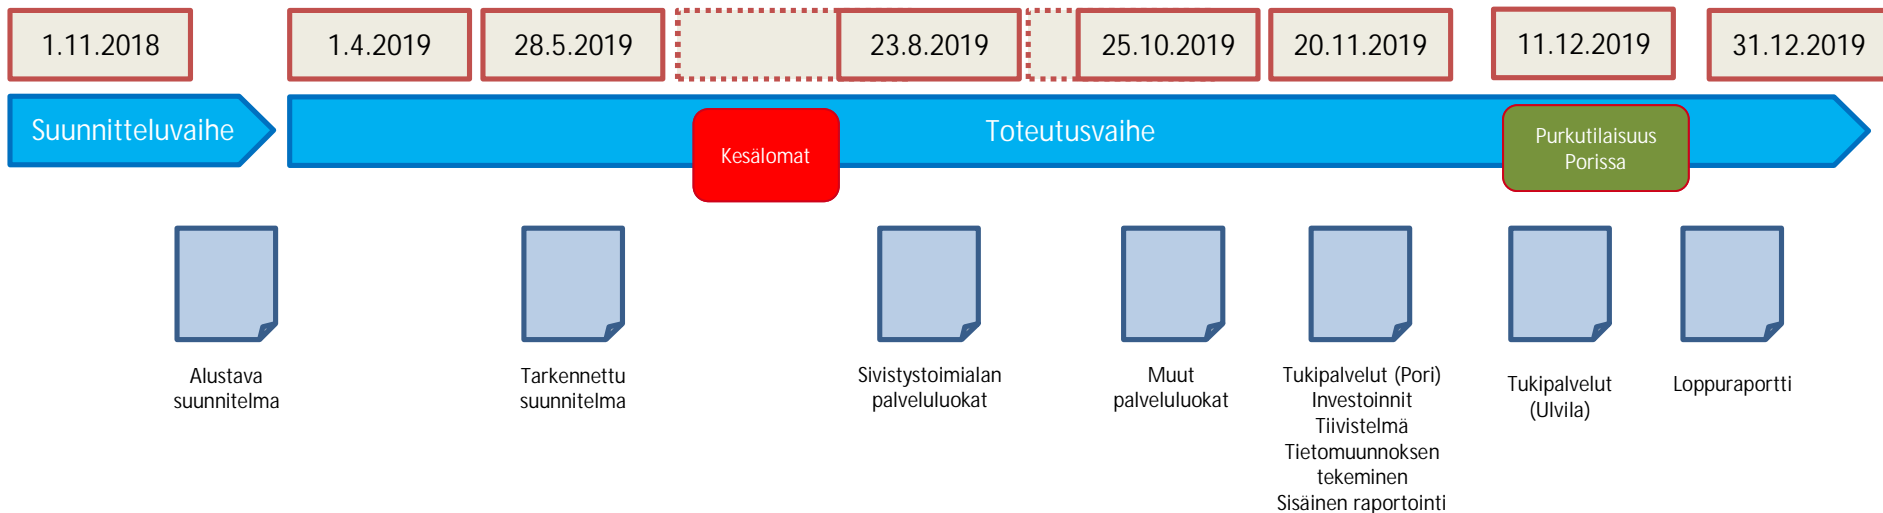 1.11.2018
1.4.2019
28.5.2019
23.8.2019
25.10.2019
20.11.2019
11.12.2019
31.12.2019
Suunnitteluvaihe
Toteutusvaihe
Kesälomat
Purkutilaisuus
Porissa
Alustava
suunnitelma
Tarkennettu
suunnitelma
Sivistystoimialan
palveluluokat
Muut
palveluluokat
Tukipalvelut (Pori)
Investoinnit
Tiivistelmä
Tietomuunnoksen
tekeminen
Sisäinen raportointi
Tukipalvelut
(Ulvila)
Loppuraportti